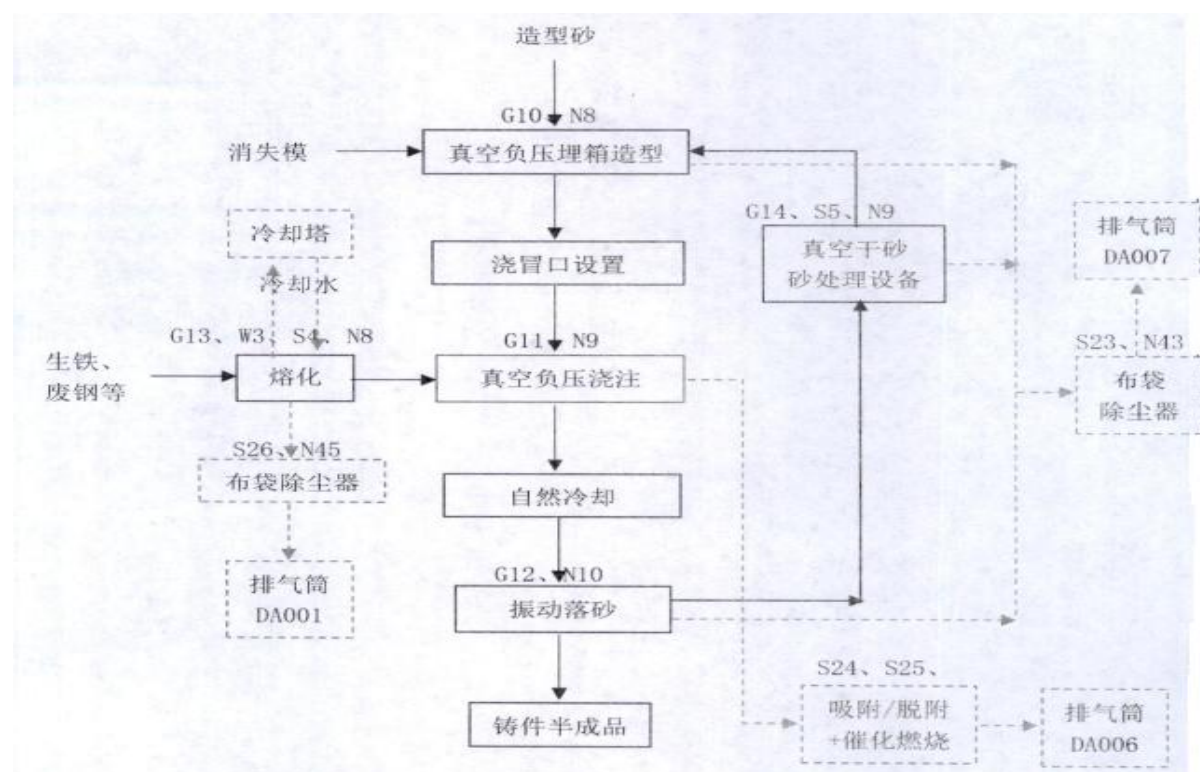 造型砂
G10、N8
消失模
真空负压埋箱造型
G14、S5、N9
冷却塔
浇冒口设置
真空干砂
砂处理设备
排气筒
DA007
冷却水
G13、W3、S4、N8
G11、N9
S23、N43
生铁、
废钢等
熔化
真空负压浇注
布袋
除尘器
S26、N45
布袋除尘器
自然冷却
G12、N10
排气筒
DA001
振动落砂
S24、S25、
铸件半成品
吸附/脱附
+催化燃烧
排气筒
DA006